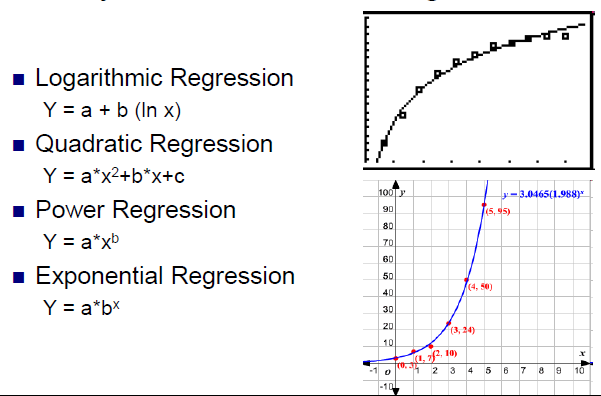 ■ Logarithmic Regression
Y = a + b (ln x)
■ Quadratic Regression
Y = a*x²+b*x+c
■ Power Regression
Y = a*xᵇ
■ Exponential Regression
Y = a*bˣ
y = 3.0465(1.988)ˣ
y
100
90
80
70
60
50
40
30
20
10
-10
(5, 95)
(4, 50)
(3, 24)
(2, 10)
(1, 7)
(0, 3)
x
-1 0 1 2 3 4 5 6 7 8 9 10